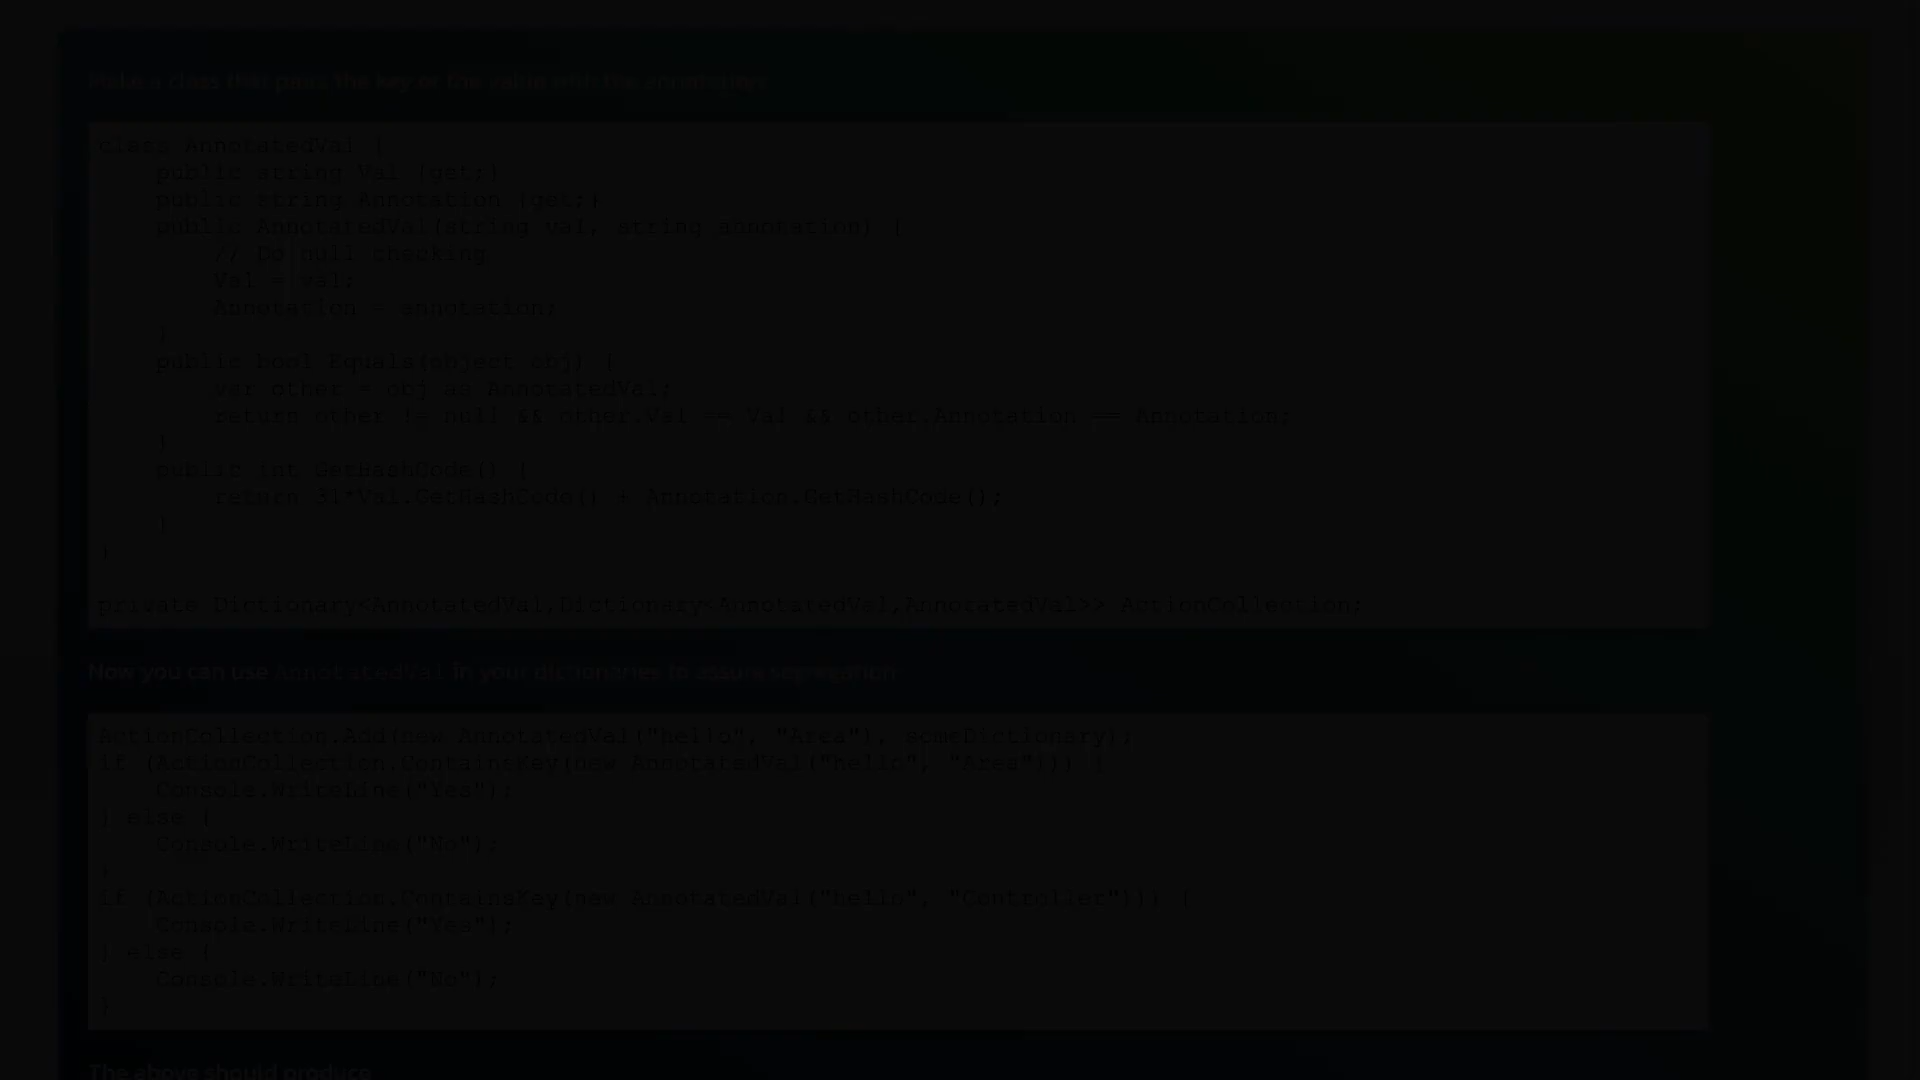 Make a class that pairs the key or the value with the annotation:
class AnnotatedVal {
public string Val {get;}
public string Annotation {get;}
public AnnotatedVal(string val, string annotation) {
// Do null checking
Val = val;
Annotation = annotation;
}
public bool Equals(object obj) {
var other = obj as AnnotatedVal;
return other != null && other.Val == Val && other.Annotation == Annotation;
}
public int GetHashCode() {
return 31*Val.GetHashCode() + Annotation.GetHashCode();
}
}
private Dictionary<AnnotatedVal,Dictionary<AnnotatedVal,AnnotatedVal>> ActionCollection;
Now you can use AnnotatedVal in your dictionaries to assure segregation:
ActionCollection.Add(new AnnotatedVal("hello", "Area"), someDictionary);
if (ActionCollection.ContainsKey(new AnnotatedVal("hello", "Area"))) {
Console.WriteLine("Yes");
} else {
Console.WriteLine("No");
}
if (ActionCollection.ContainsKey(new AnnotatedVal("hello", "Controller"))) {
Console.WriteLine("Yes");
} else {
Console.WriteLine("No");
}
The above should produce